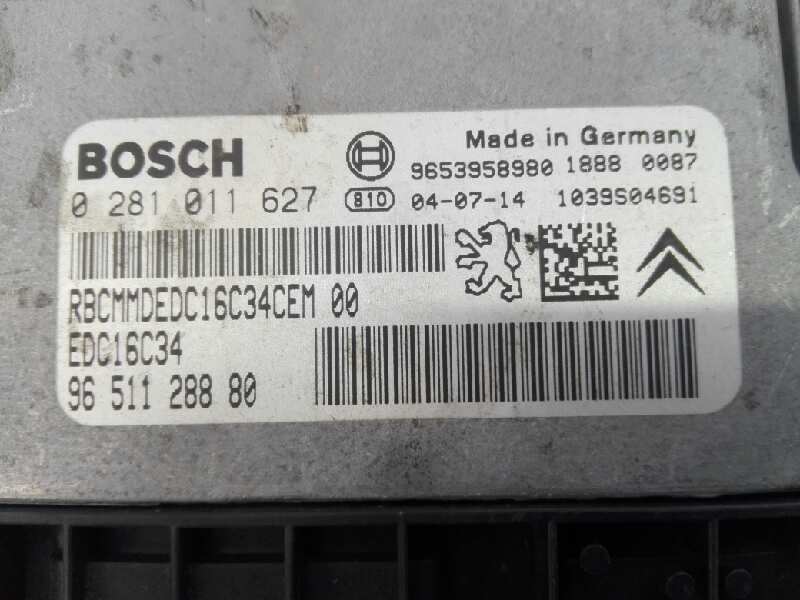 BOSCH
Made in Germany
9653958980 1888 0087
0 281 011 627 810 04-07-14 1039S04691
RBCMMDEDC16C34CEM 00
EDC16C34
96 511 288 80